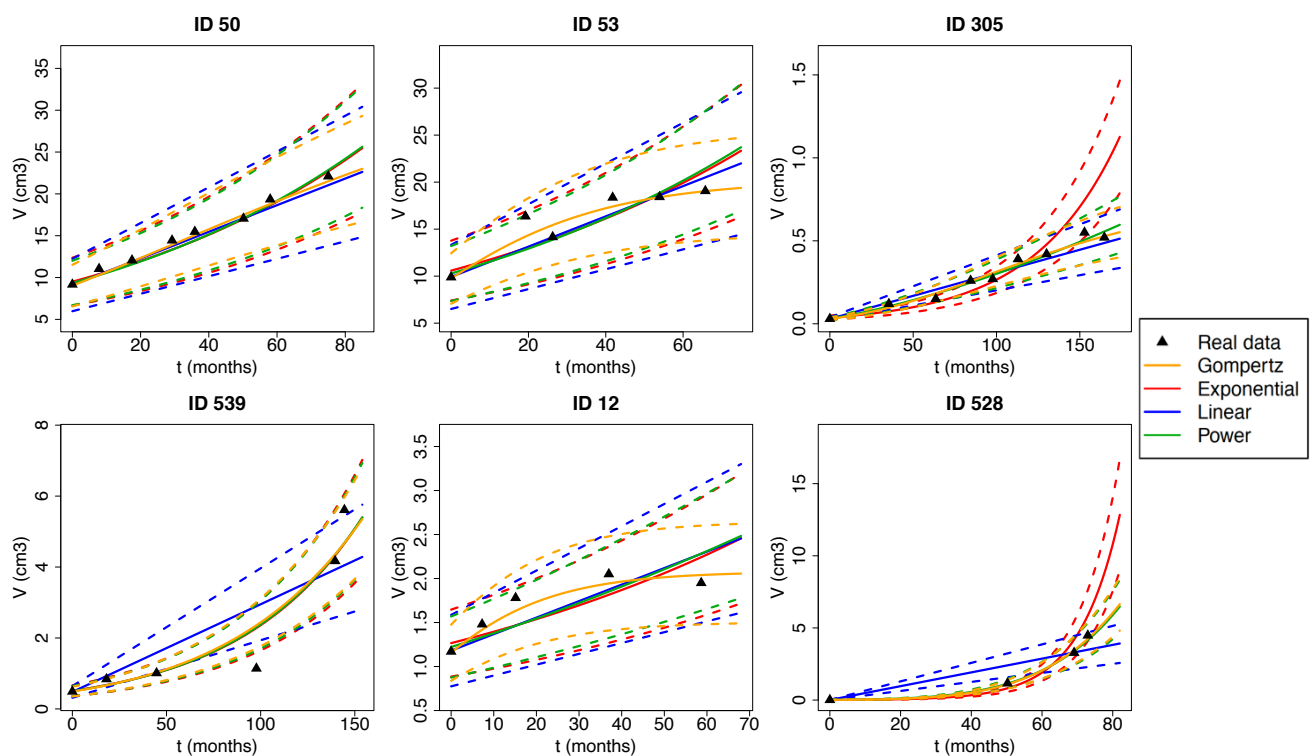 ID 50
ID 53
ID 305
V (cm3)
5 10 15 20 25 30 35
0 20 40 60 80
t (months)
V (cm3)
5 10 15 20 25 30
0 20 40 60
t (months)
V (cm3)
0.0 0.5 1.0 1.5
0 50 100 150
t (months)
Real data
Gompertz
Exponential
Linear
Power
ID 539
ID 12
ID 528
V (cm3)
0 2 4 6 8
0 50 100 150
t (months)
V (cm3)
0.5 1.0 1.5 2.0 2.5 3.0 3.5
0 10 20 30 40 50 60 70
t (months)
V (cm3)
0 5 10 15
0 20 40 60 80
t (months)